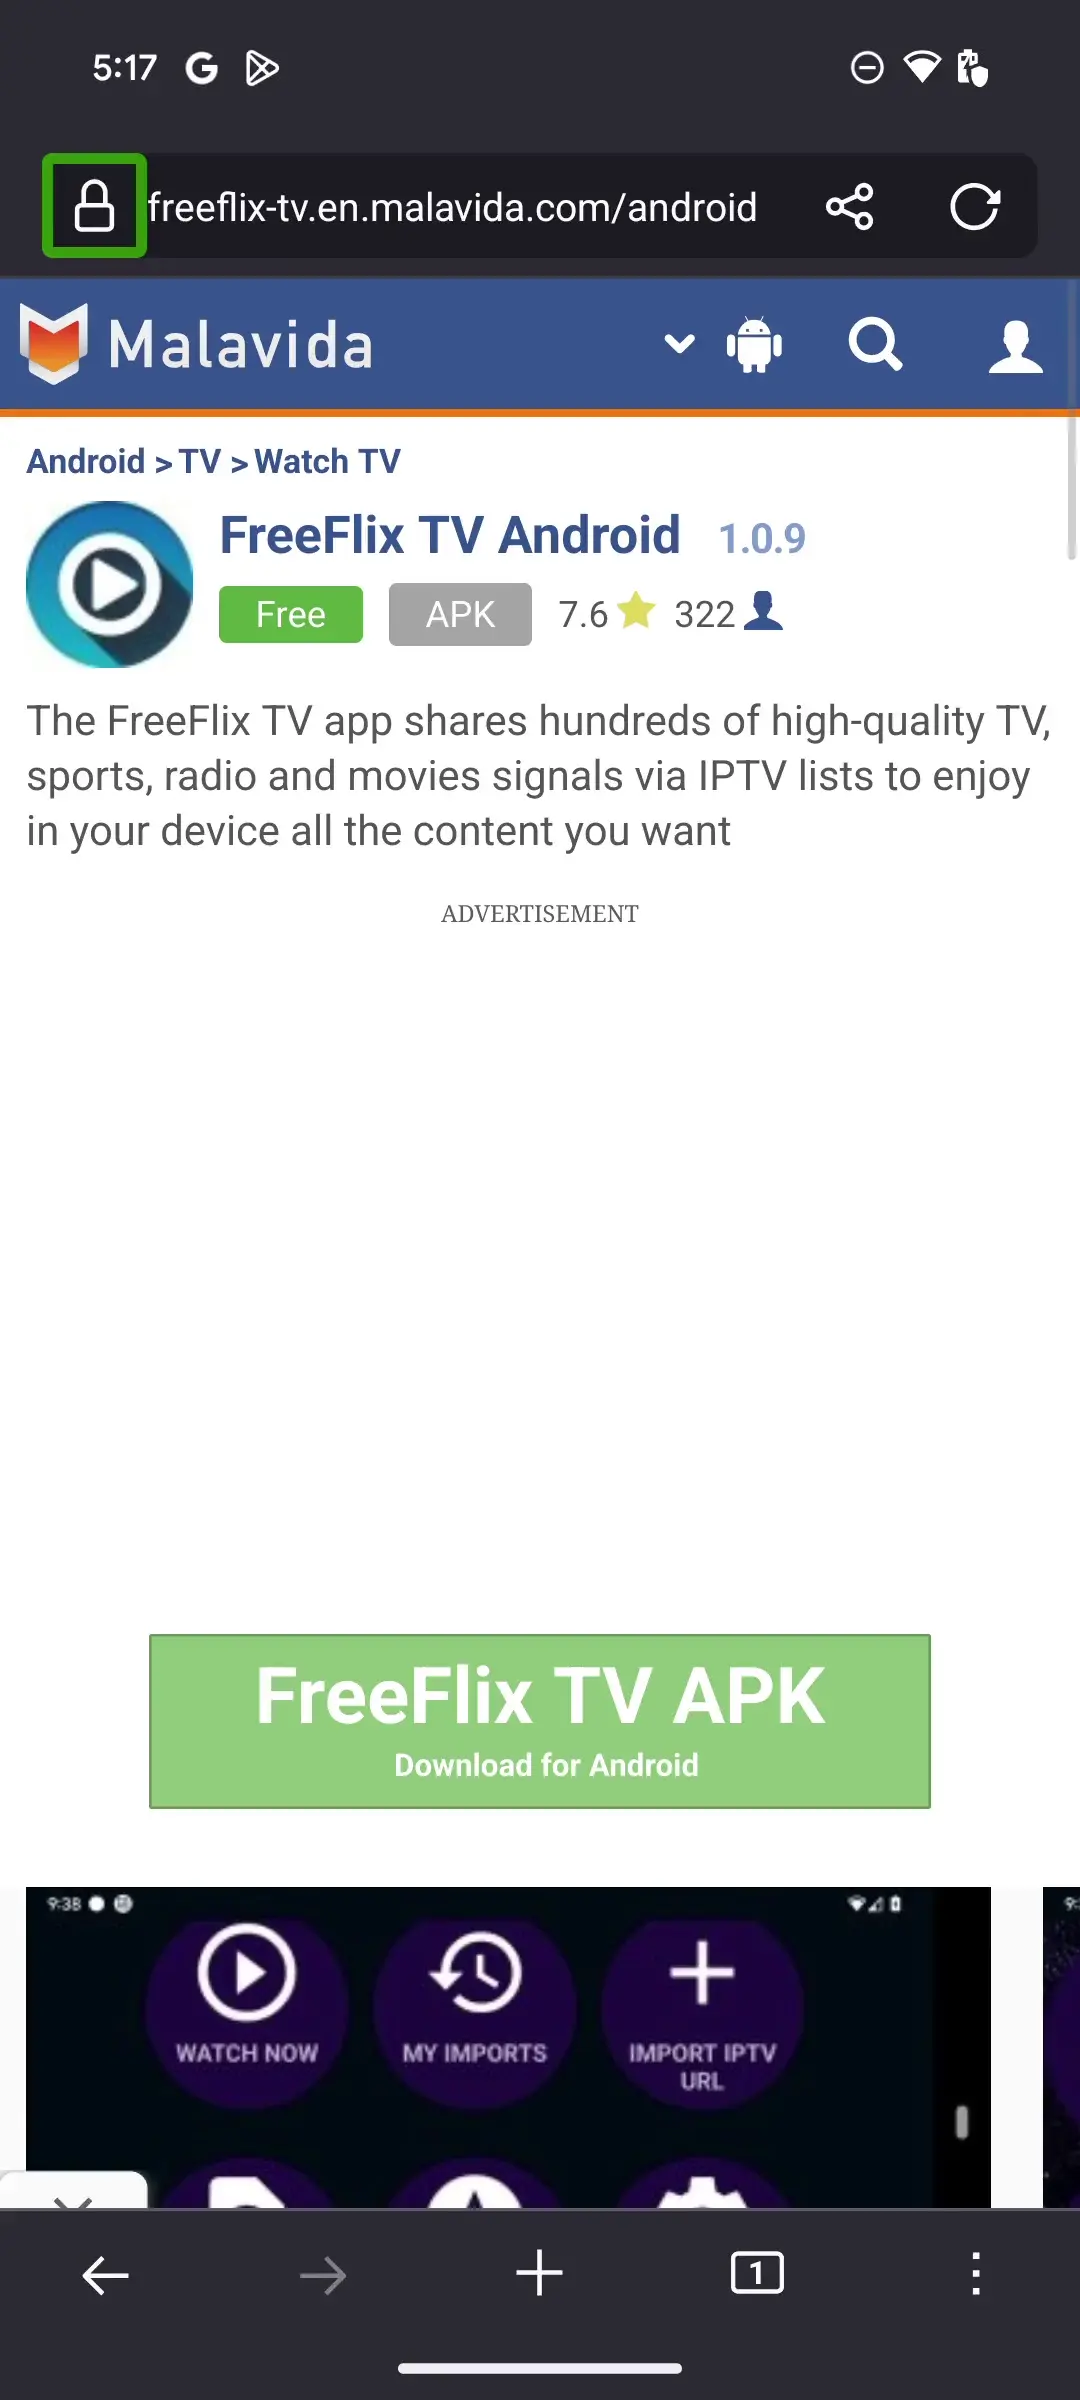 5:17
freeflix-tv.en.malavida.com/android
Malavida
Android > TV > Watch TV
FreeFlix TV Android 1.0.9
Free APK 7.6 322
The FreeFlix TV app shares hundreds of high-quality TV,
sports, radio and movies signals via IPTV lists to enjoy
in your device all the content you want
ADVERTISEMENT
FreeFlix TV APK
Download for Android
9:38
WATCH NOW MY IMPORTS IMPORT IPTV
URL
1